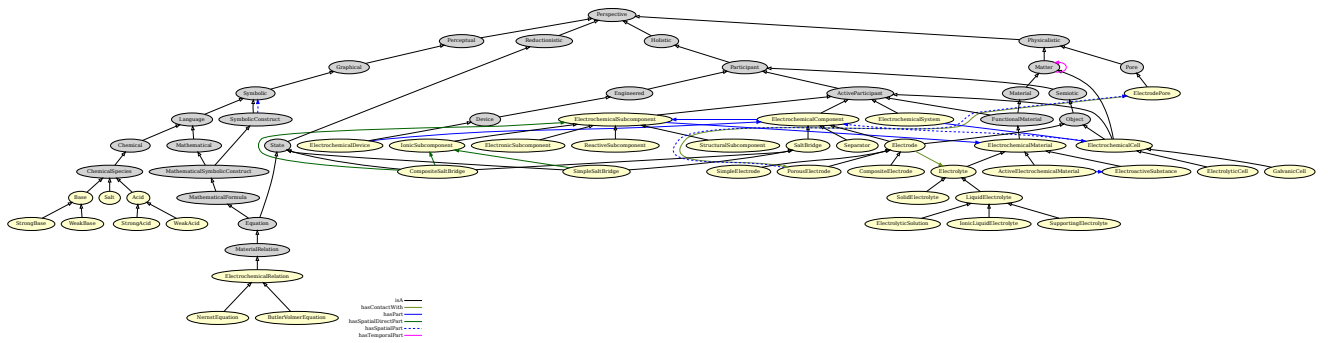 Perspective
Perceptual
Reductionistic
Holistic
Physicalistic
Graphical
Participant
Matter
Pore
Symbolic
Engineered
ActiveParticipant
Material
Semiotic
ElectrodePore
Language
SymbolicConstruct
Device
ElectrochemicalSubcomponent
ElectrochemicalComponent
ElectrochemicalSystem
FunctionalMaterial
Object
Chemical
Mathematical
State
ElectrochemicalDevice
IonicSubcomponent
ElectronicSubcomponent
ReactiveSubcomponent
StructuralSubcomponent
SaltBridge
Separator
Electrode
ElectrochemicalMaterial
ElectrochemicalCell
ChemicalSpecies
MathematicalSymbolicConstruct
CompositeSaltBridge
SimpleSaltBridge
SimpleElectrode
PorousElectrode
CompositeElectrode
Electrolyte
ActiveElectrochemicalMaterial
ElectroactiveSubstance
ElectrolyticCell
GalvanicCell
Base
Salt
Acid
MathematicalFormula
SolidElectrolyte
LiquidElectrolyte
StrongBase
WeakBase
StrongAcid
WeakAcid
Equation
ElectrolyticSolution
IonicLiquidElectrolyte
SupportingElectrolyte
MaterialRelation
ElectrochemicalRelation
NernstEquation
ButlerVolmerEquation
isA
hasContactWith
hasPart
hasSpatialDirectPart
hasSpatialPart
hasTemporalPart